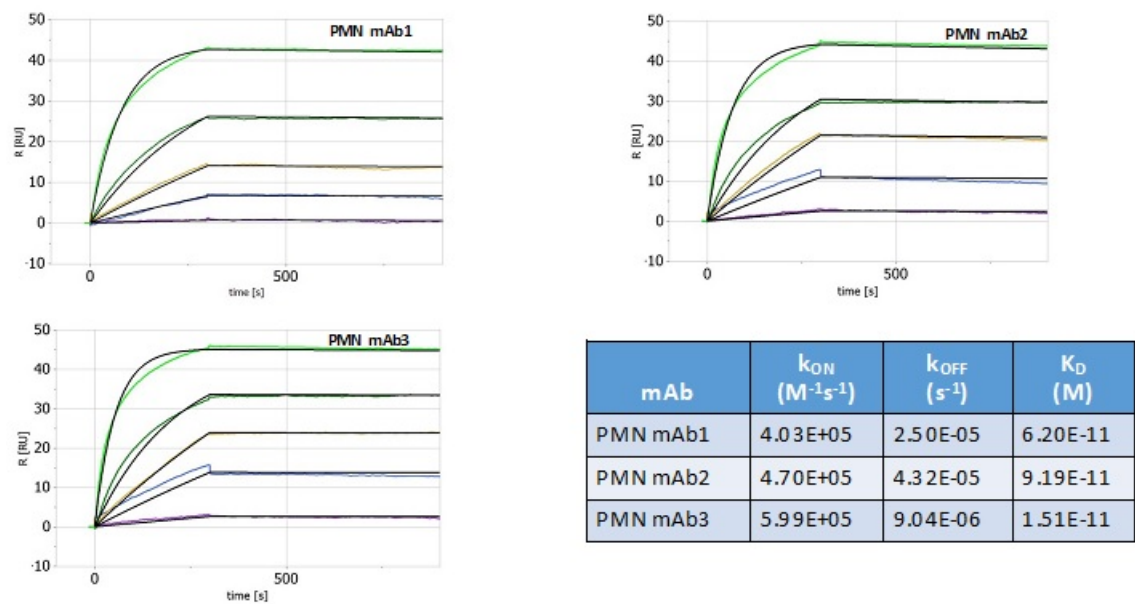 PMN mAb1
50
40
30
20
10
0
-10
R [RU]
0
500
time [s]
PMN mAb2
50
40
30
20
10
0
-10
R [RU]
0
500
time [s]
PMN mAb3
50
40
30
20
10
0
-10
R [RU]
0
500
time [s]
mAb kON (M-1s-1) kOFF (s-1) KD (M)
PMN mAb1 4.03E+05 2.50E-05 6.20E-11
PMN mAb2 4.70E+05 4.32E-05 9.19E-11
PMN mAb3 5.99E+05 9.04E-06 1.51E-11